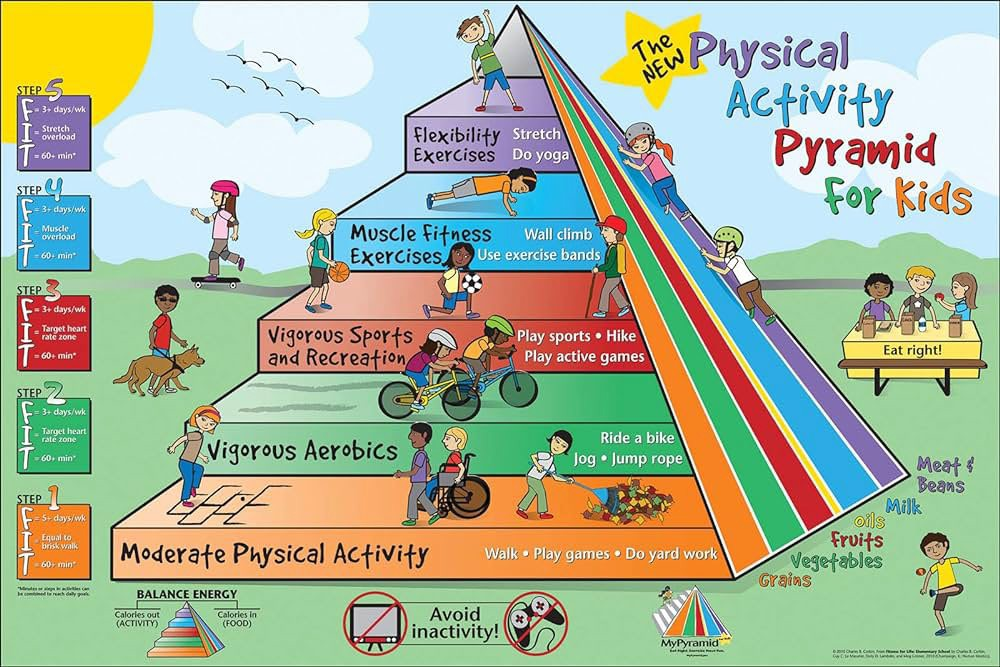 The
NEW
Physical
Activity
Pyramid
For Kids
STEP 5
F = 3+ days/wk
I = Stretch
overload
T = 60+ min*
STEP 4
F = 3+ days/wk
I = Muscle
overload
T = 60+ min*
STEP 3
F = 3+ days/wk
I = Target heart
rate zone
T = 60+ min*
STEP 2
F = 3+ days/wk
I = Target heart
rate zone
T = 60+ min*
STEP 1
F = 5+ days/wk
I = Equal to
brisk walk
T = 60+ min*
*Minutes or steps in activities can
be combined to reach daily goals.
Flexibility
Exercises
Stretch
Do yoga
Muscle Fitness
Exercises
Wall climb
Use exercise bands
Vigorous Sports
and Recreation
Play sports • Hike
Play active games
Vigorous Aerobics
Ride a bike
Jog • Jump rope
Moderate Physical Activity
Walk • Play games • Do yard work
Eat right!
Meat &
Beans
Milk
Oils
Fruits
Vegetables
Grains
BALANCE ENERGY
Calories out
(ACTIVITY)
Calories in
(FOOD)
Avoid
inactivity!
MyPyramid